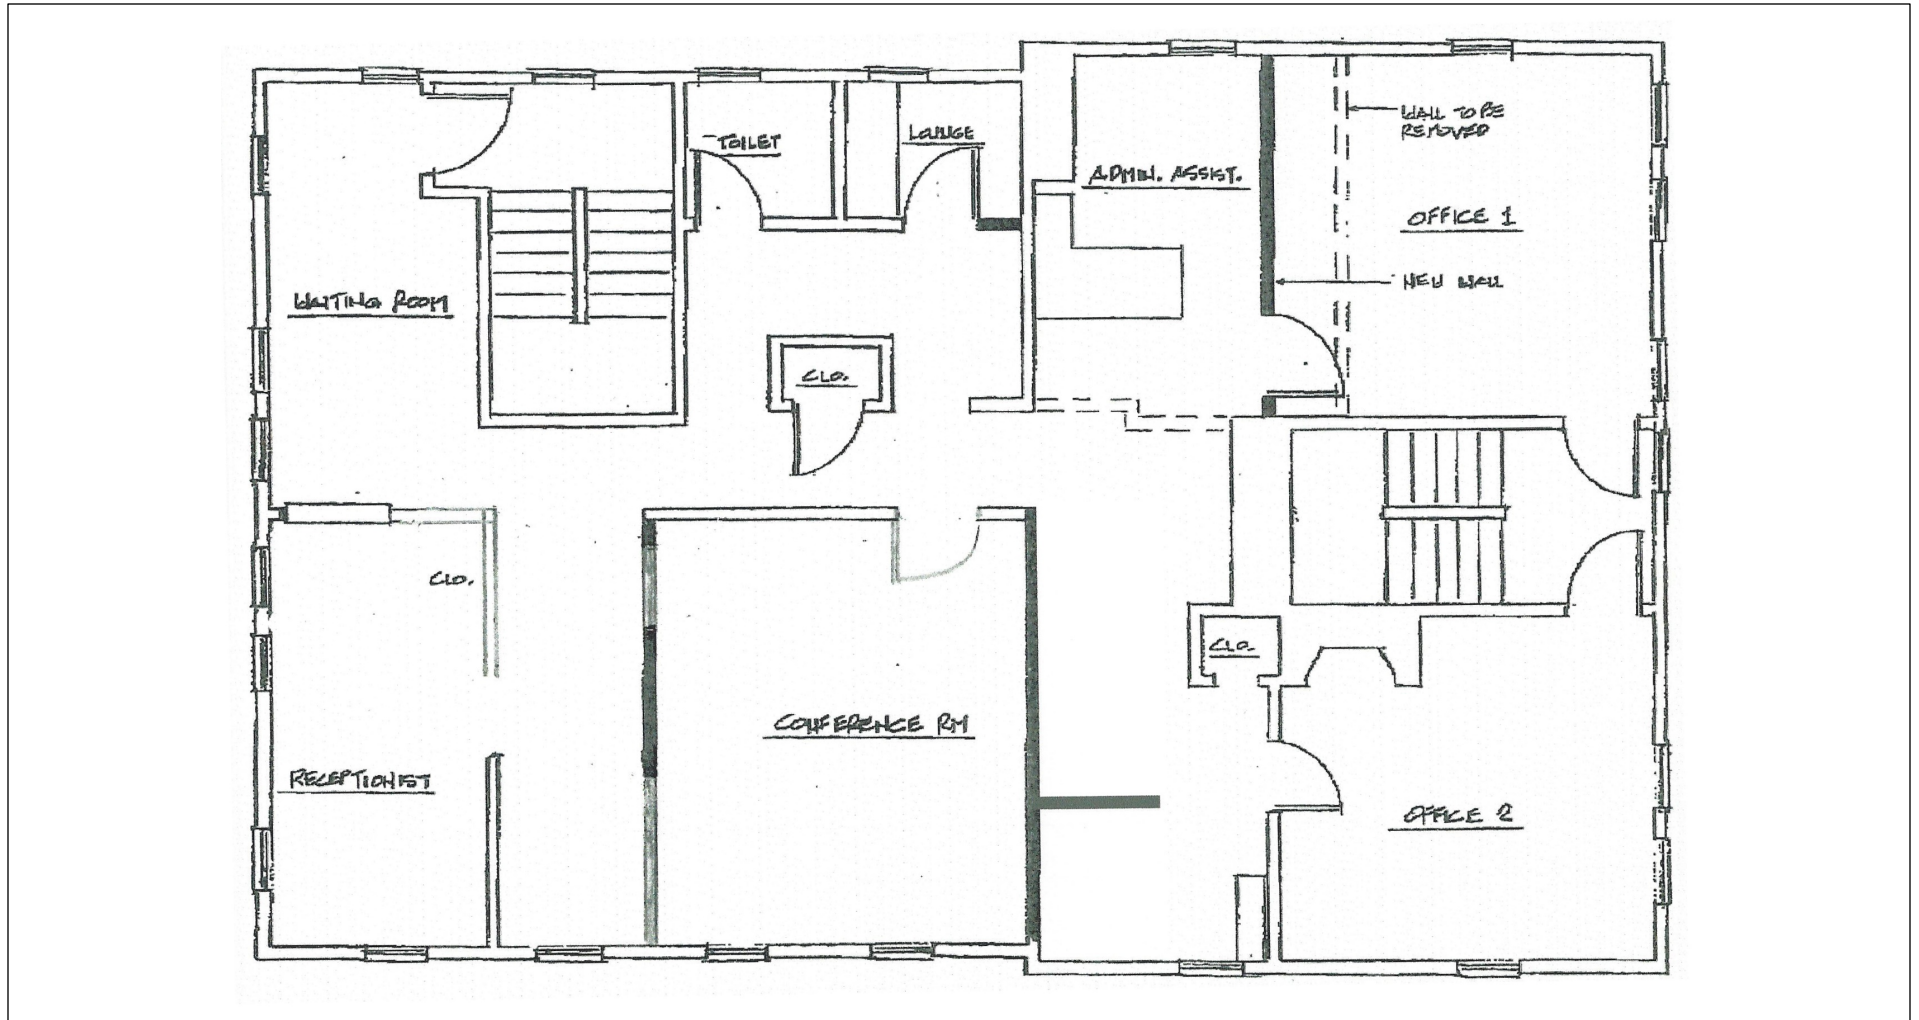 TOILET
LOUNGE
WALL TO BE
REMOVED
ADMIN. ASSIST.
OFFICE 1
NEW WALL
WAITING ROOM
CLO.
CLO.
CLO.
CONFERENCE RM
RECEPTIONIST
OFFICE 2